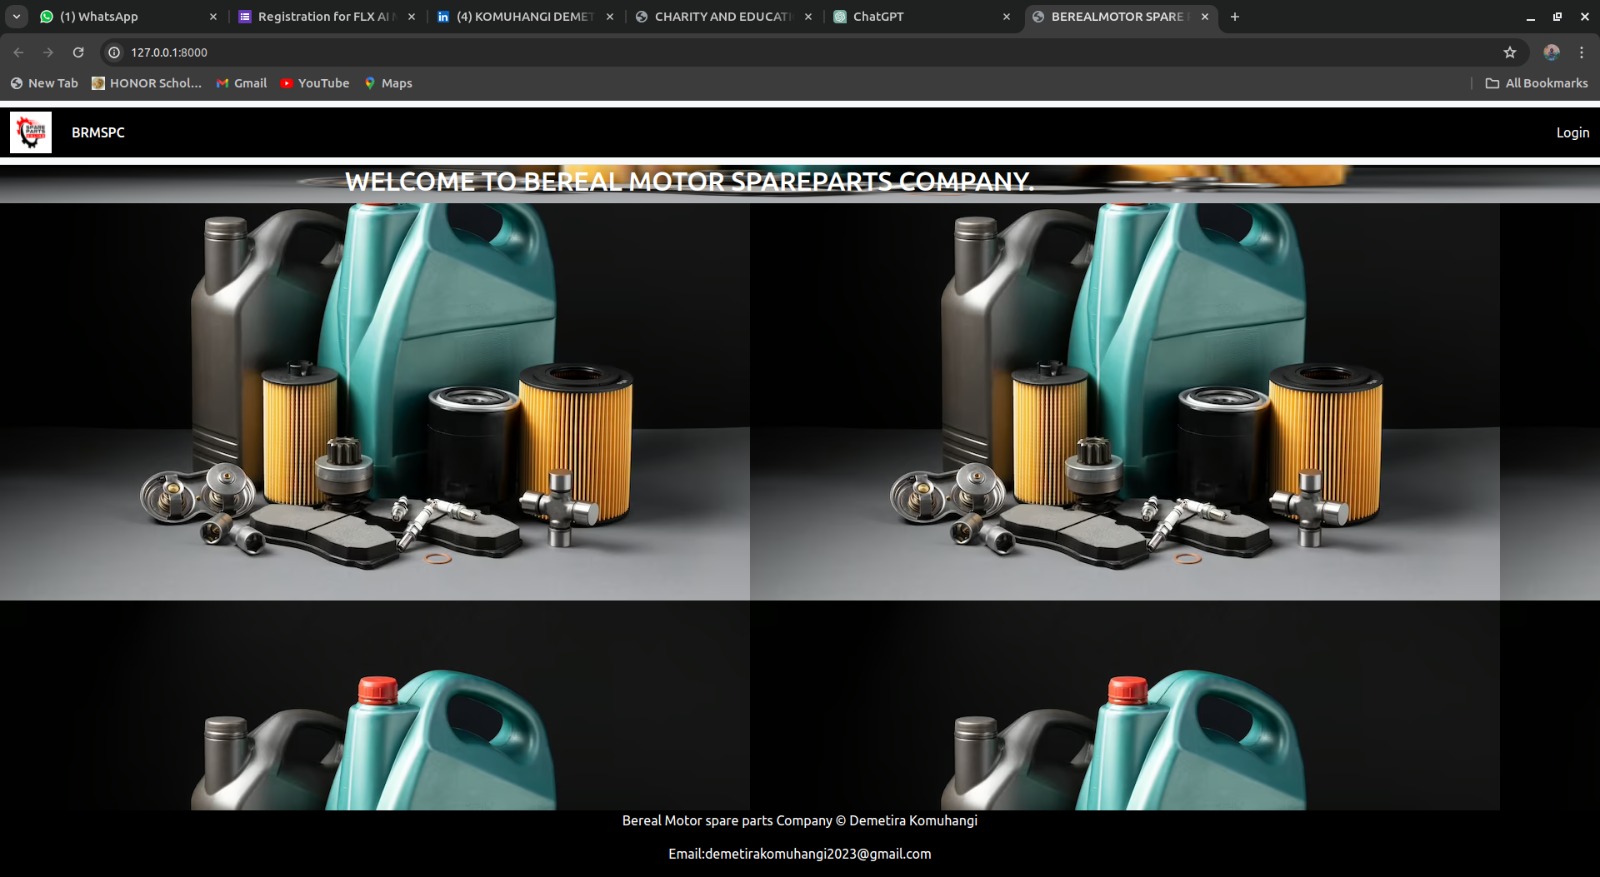 (1) WhatsApp
Registration for FLX AI
(4) KOMUHANGI DEMET
CHARITY AND EDUCATI
ChatGPT
BEREALMOTOR SPARE
127.0.0.1:8000
New Tab
HONOR Schol...
Gmail
YouTube
Maps
All Bookmarks
SPARE
PARTS
BRMSPC
Login
WELCOME TO BEREAL MOTOR SPAREPARTS COMPANY.
Bereal Motor spare parts Company © Demetira Komuhangi
Email:demetirakomuhangi2023@gmail.com